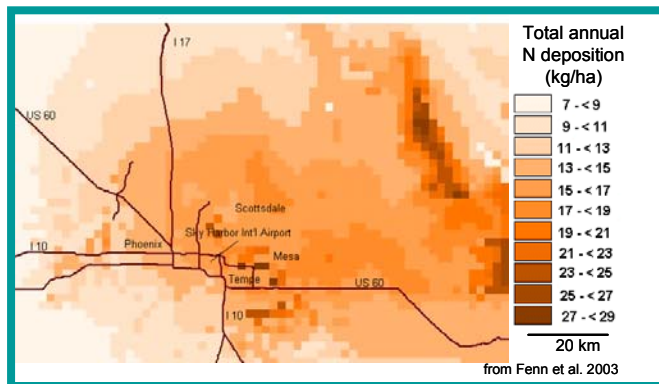 I 17
US 60
Scottsdale
Sky Harbor Int'l Airport
I 10
Phoenix
Mesa
Tempe
US 60
I 10
Total annual
N deposition
(kg/ha)
7 - < 9
9 - < 11
11 - < 13
13 - < 15
15 - < 17
17 - < 19
19 - < 21
21 - < 23
23 - < 25
25 - < 27
27 - < 29
20 km
from Fenn et al. 2003